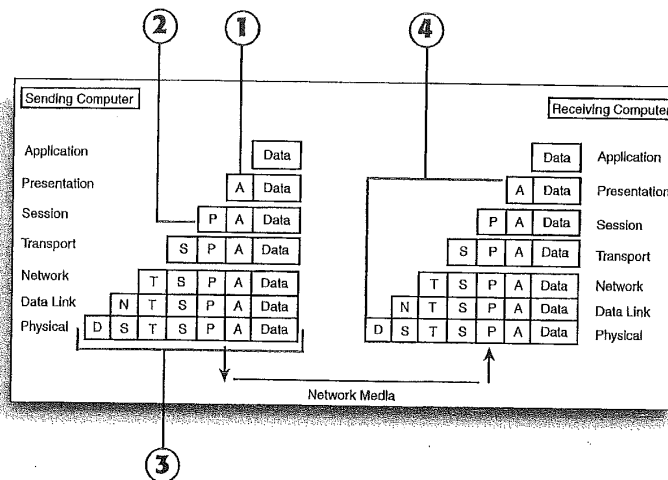 2 1 4
Sending Computer
Receiving Computer
Application Data Data Application
Presentation A Data A Data Presentation
Session P A Data P A Data Session
Transport S P A Data S P A Data Transport
Network T S P A Data T S P A Data Network
Data Link N T S P A Data N T S P A Data Data Link
Physical D S T S P A Data D S T S P A Data Physical
Network Media
3